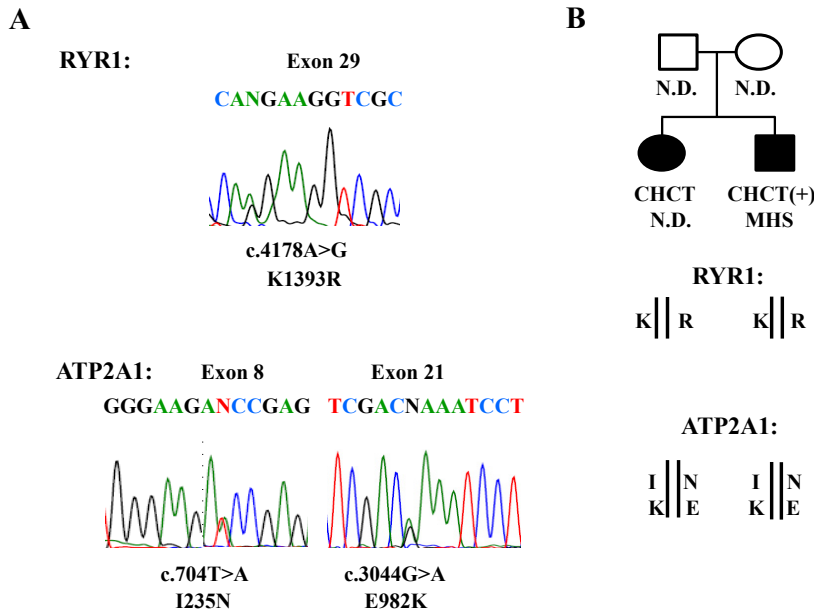 A
RYR1:
Exon 29
CANGAAGGTCGC
c.4178A>G
K1393R
ATP2A1:
Exon 8
Exon 21
GGGAAGANCCGAG
TCGACNAAATCCT
c.704T>A
c.3044G>A
I235N
E982K
B
N.D.
N.D.
CHCT
CHCT(+)
N.D.
MHS
RYR1:
K R
K R
ATP2A1:
I N
I N
K E
K E